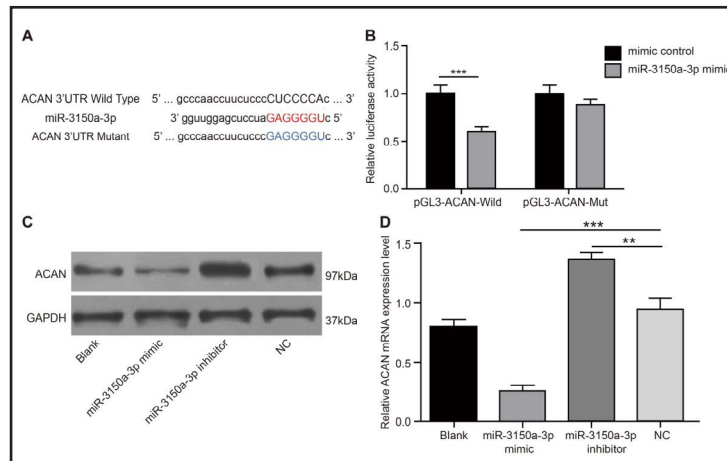 A
ACAN 3'UTR Wild Type 5' ... gcccaaccuucucccCUCCCCAc ... 3'
miR-3150a-3p 3' gguuggagcuccuaGAGGGGUc 5'
ACAN 3'UTR Mutant 5' ... gcccaaccuucucccGAGGGGUc ... 3'
B
mimic control
miR-3150a-3p mimic
Relative luciferase activity
1.5
1.0
0.5
0.0
***
pGL3-ACAN-Wild pGL3-ACAN-Mut
C
ACAN 97kDa
GAPDH 37kDa
Blank
miR-3150a-3p mimic
miR-3150a-3p inhibitor
NC
D
Relative ACAN mRNA expression level
1.5
1.0
0.5
0.0
***
**
Blank miR-3150a-3p mimic miR-3150a-3p inhibitor NC